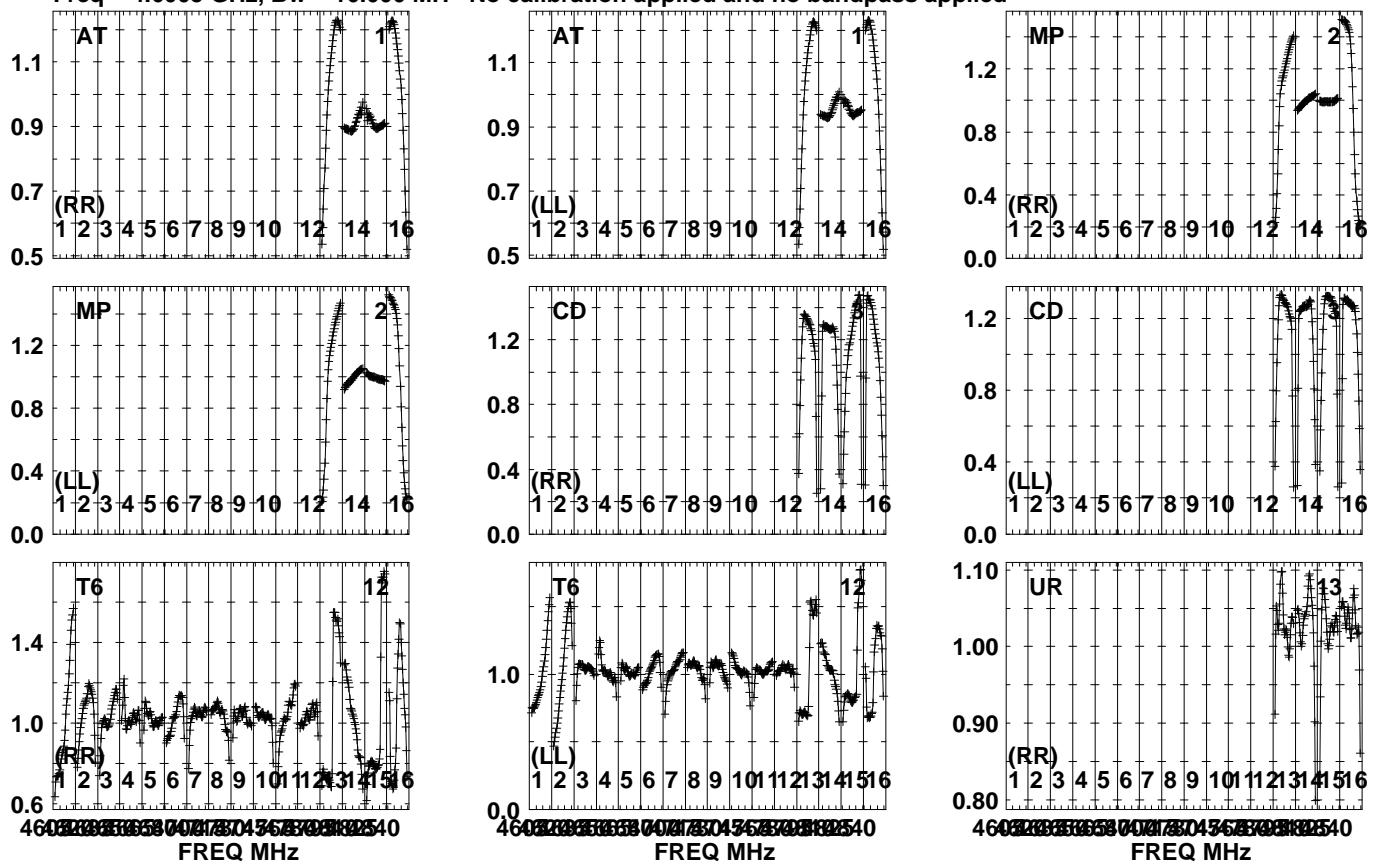 No calibration applied and no bandpass applied
AT 1
1.1
0.9
0.7
0.5
(RR)
1 2 3 4 5 6 7 8 9 10 12 14 16
AT 1
1.1
0.9
0.7
0.5
(LL)
1 2 3 4 5 6 7 8 9 10 12 14 16
MP 2
1.2
0.8
0.4
0.0
(RR)
1 2 3 4 5 6 7 8 9 10 12 14 16
MP 2
1.2
0.8
0.4
0.0
(LL)
1 2 3 4 5 6 7 8 9 10 12 14 16
CD 3
1.2
0.8
0.4
0.0
(RR)
1 2 3 4 5 6 7 8 9 10 12 14 16
CD 3
1.2
0.8
0.4
0.0
(LL)
1 2 3 4 5 6 7 8 9 10 12 14 16
T6 12
1.4
1.0
0.6
(RR)
2 3 4 5 6 7 8 9 10 11 12 13 14 15 16
FREQ MHz
T6 12
1.0
0.0
(LL)
1 2 3 4 5 6 7 8 9 10 11 12 13 14 15 16
FREQ MHz
UR 13
1.10
1.00
0.90
0.80
(RR)
1 2 3 4 5 6 7 8 9 10 11 12 13 14 15 16
FREQ MHz